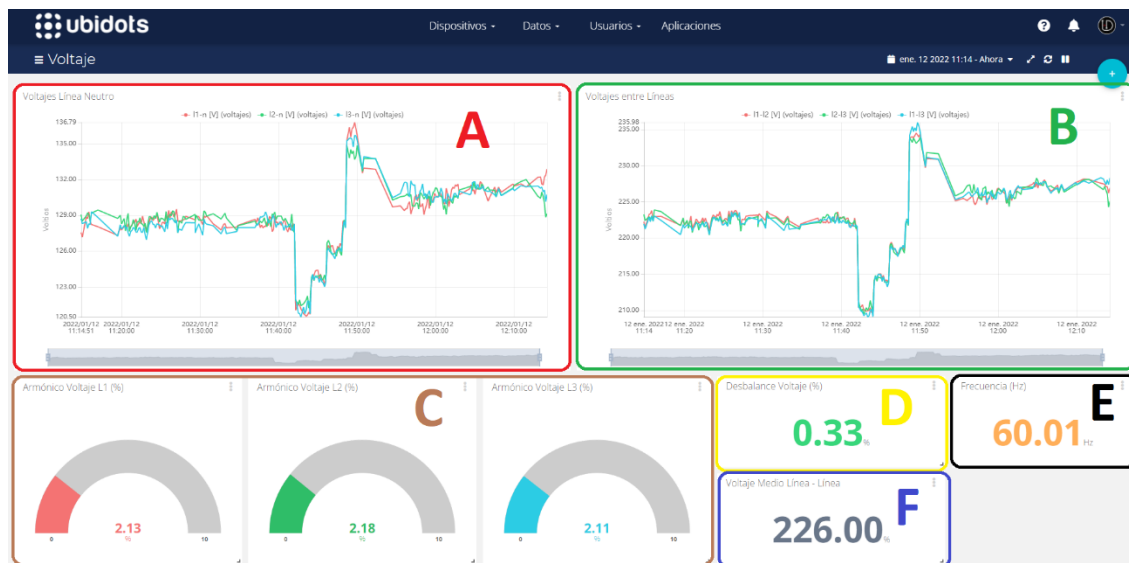 ubidots
Dispositivos Datos Usuarios Aplicaciones
Voltaje
ene. 12 2022 11:14 - Ahora
Voltajes Línea Neutro
A
l1-n [V] (voltajes) l2-n [V] (voltajes) l3-n [V] (voltajes)
136.79
135.00
132.00
129.00
126.00
123.00
120.50
Voltios
2022/01/12 2022/01/12 2022/01/12 2022/01/12 2022/01/12 2022/01/12 2022/01/12
11:14:51 11:20:00 11:30:00 11:40:00 11:50:00 12:00:00 12:10:00
Voltajes entre Líneas
B
l1-l2 [V] (voltajes) l2-l3 [V] (voltajes) l1-l3 [V] (voltajes)
235.98
235.00
230.00
225.00
220.00
215.00
210.00
Voltios
12 ene. 2022 12 ene. 2022 12 ene. 2022 12 ene. 2022 12 ene. 2022 12 ene. 2022 12 ene. 2022
11:14 11:20 11:30 11:40 11:50 12:00 12:10
Armónico Voltaje L1 (%)
2.13
%
0 10
Armónico Voltaje L2 (%)
C
2.18
%
0 10
Armónico Voltaje L3 (%)
2.11
%
0 10
Desbalance Voltaje (%)
D
0.33 %
Frecuencia (Hz)
E
60.01 Hz
Voltaje Medio Línea - Línea
F
226.00 %